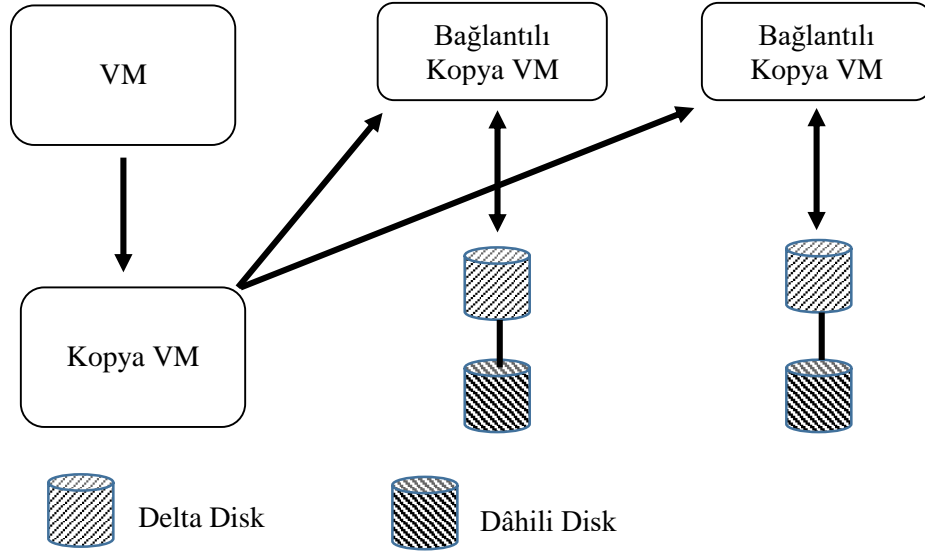 VM
Bağlantılı
Kopya VM
Bağlantılı
Kopya VM
Kopya VM
Delta Disk
Dâhili Disk